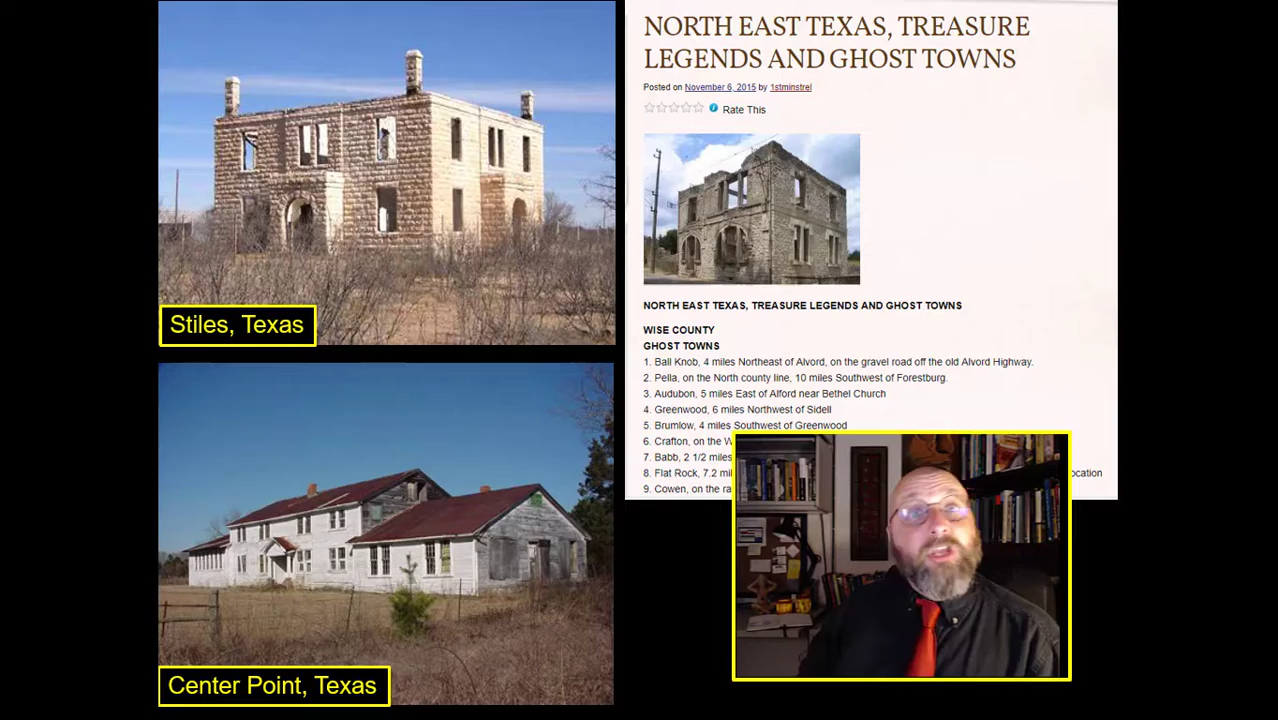 Stiles, Texas
Center Point, Texas
NORTH EAST TEXAS, TREASURE
LEGENDS AND GHOST TOWNS
Posted on November 6, 2015 by 1stminstrel
Rate This
NORTH EAST TEXAS, TREASURE LEGENDS AND GHOST TOWNS
WISE COUNTY
GHOST TOWNS
1. Ball Knob, 4 miles Northeast of Alvord, on the gravel road off the old Alvord Highway.
2. Pella, on the North county line, 10 miles Southwest of Forestburg.
3. Audubon, 5 miles East of Alford near Bethel Church
4. Greenwood, 6 miles Northwest of Sidell
5. Brumlow, 4 miles Southwest of Greenwood
6. Crafton, on the W
7. Babb, 2 1/2 miles
8. Flat Rock, 7.2 mil ocation
9. Cowen, on the ra